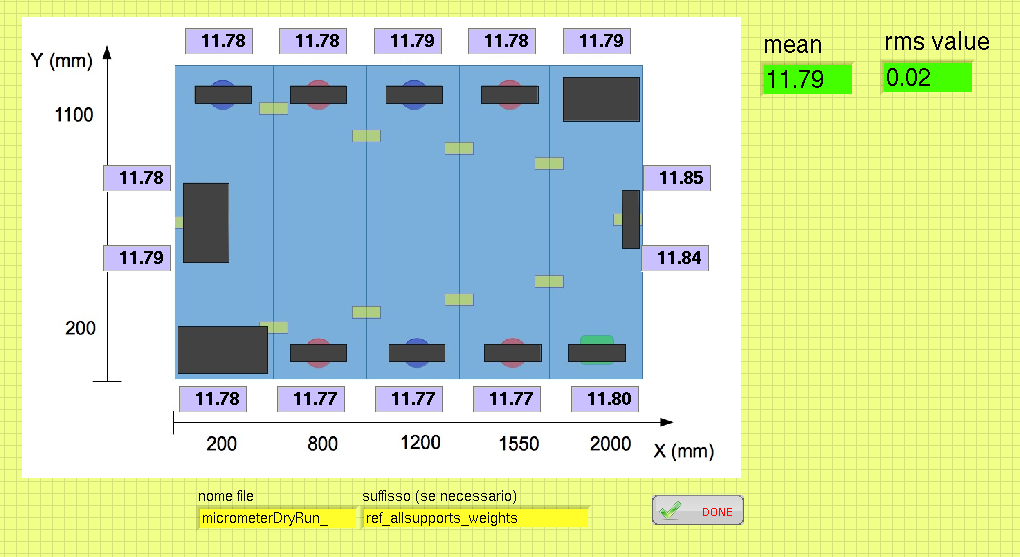 11.78 11.78 11.79 11.78 11.79
mean rms value
11.79 0.02
Y (mm)
1100
11.78 11.85
11.79 11.84
200
11.78 11.77 11.77 11.77 11.80
200 800 1200 1550 2000 X (mm)
nome file suffisso (se necessario)
micrometerDryRun_ ref_allsupports_weights DONE